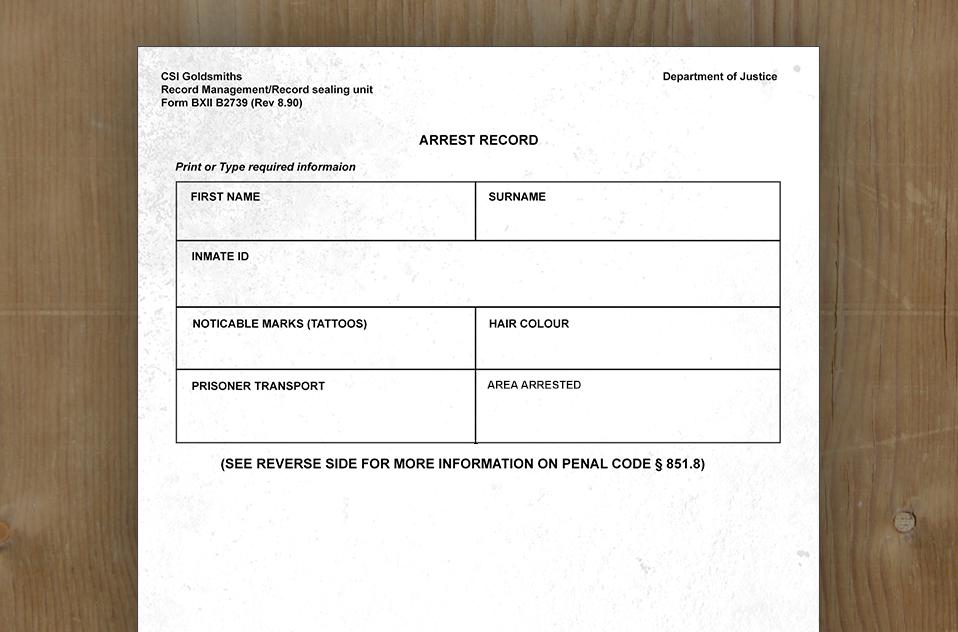 CSI Goldsmiths
Department of Justice
Record Management/Record sealing unit
Form BXII B2739 (Rev 8.90)
ARREST RECORD
Print or Type required informaion
FIRST NAME
SURNAME
INMATE ID
NOTICABLE MARKS (TATTOOS)
HAIR COLOUR
PRISONER TRANSPORT
AREA ARRESTED
(SEE REVERSE SIDE FOR MORE INFORMATION ON PENAL CODE § 851.8)